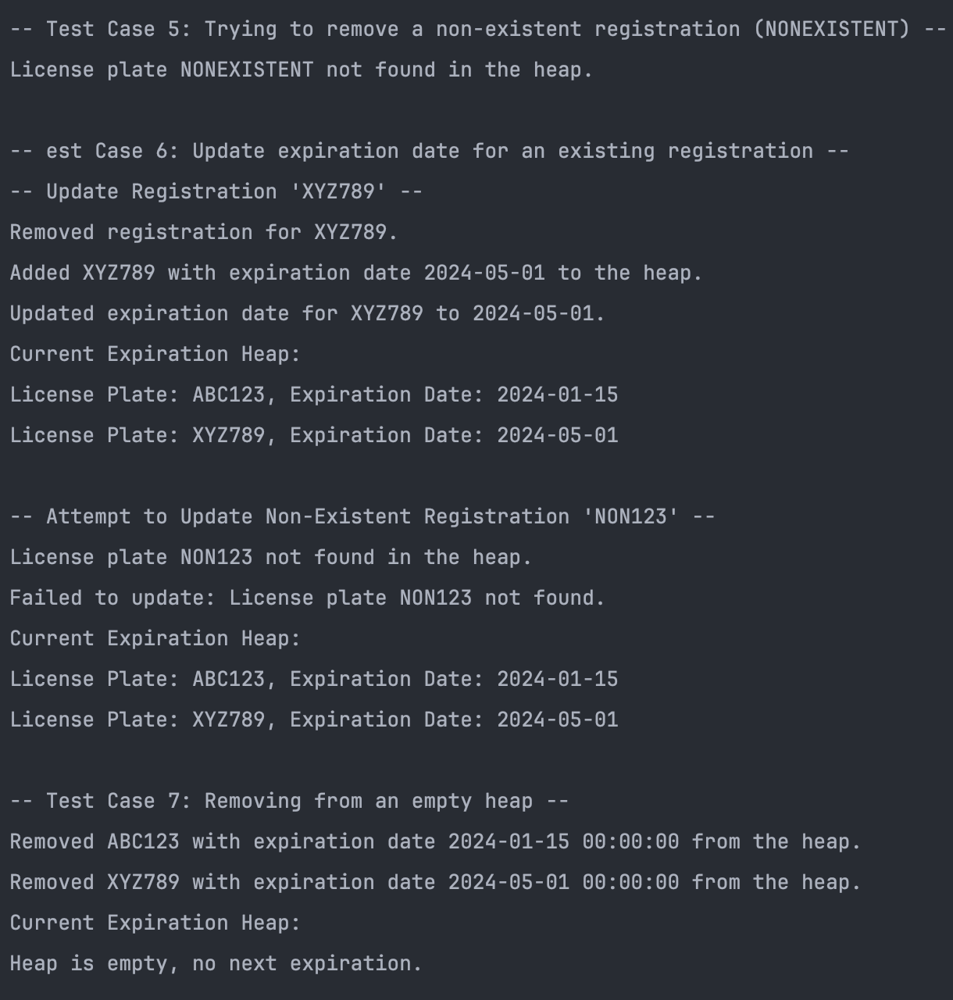 -- Test Case 5: Trying to remove a non-existent registration (NONEXISTENT) --
License plate NONEXISTENT not found in the heap.
-- est Case 6: Update expiration date for an existing registration --
-- Update Registration 'XYZ789' --
Removed registration for XYZ789.
Added XYZ789 with expiration date 2024-05-01 to the heap.
Updated expiration date for XYZ789 to 2024-05-01.
Current Expiration Heap:
License Plate: ABC123, Expiration Date: 2024-01-15
License Plate: XYZ789, Expiration Date: 2024-05-01
-- Attempt to Update Non-Existent Registration 'NON123' --
License plate NON123 not found in the heap.
Failed to update: License plate NON123 not found.
Current Expiration Heap:
License Plate: ABC123, Expiration Date: 2024-01-15
License Plate: XYZ789, Expiration Date: 2024-05-01
-- Test Case 7: Removing from an empty heap --
Removed ABC123 with expiration date 2024-01-15 00:00:00 from the heap.
Removed XYZ789 with expiration date 2024-05-01 00:00:00 from the heap.
Current Expiration Heap:
Heap is empty, no next expiration.